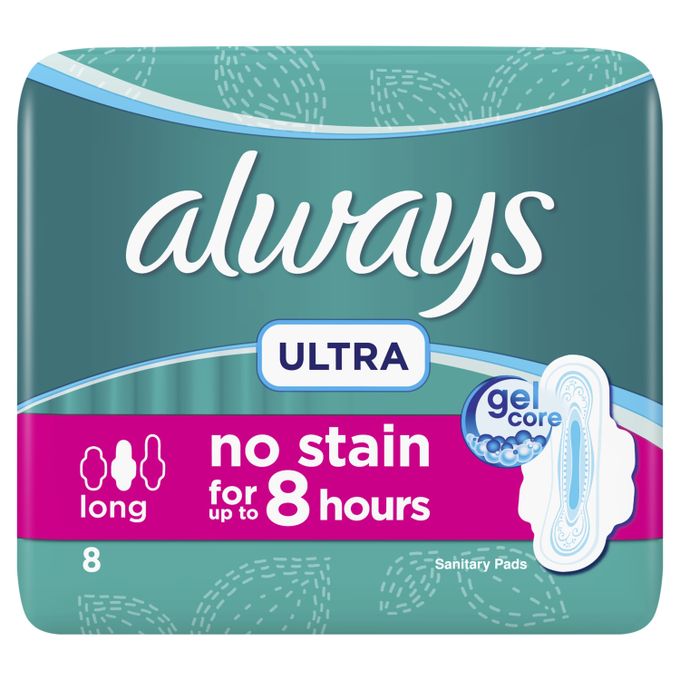 always
ULTRA
gel
core
no stain
for
up to
8 hours
long
8
Sanitary Pads